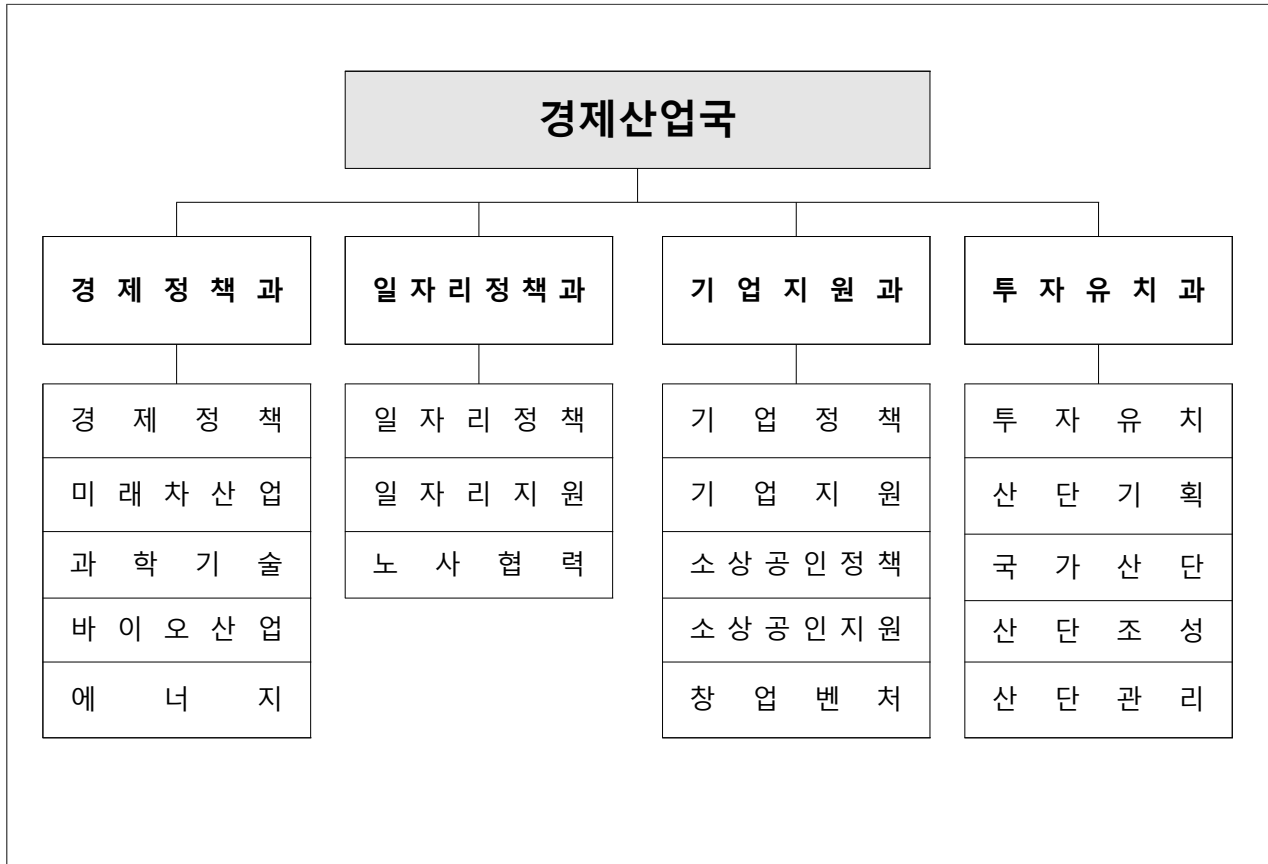 경제산업국
경제정책과
일자리정책과
기업지원과
투자유치과
경제정책
미래차산업
과학기술
바이오산업
에너지
일자리정책
일자리지원
노사협력
기업정책
기업지원
소상공인정책
소상공인지원
창업벤처
투자유치
산단기획
국가산단
산단조성
산단관리